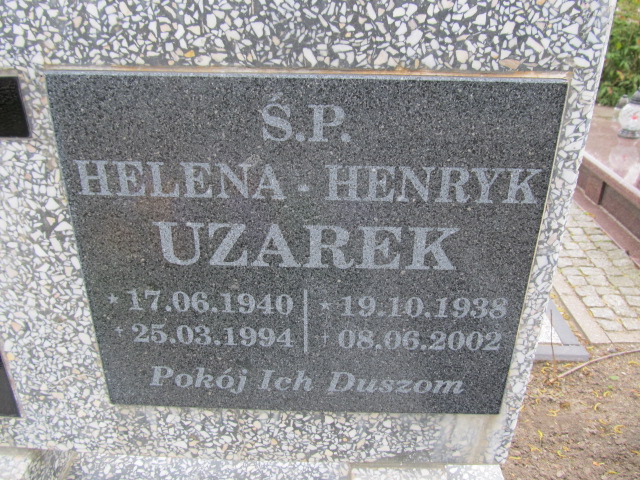 Ś.P.
HELENA - HENRYK
UZAREK
* 17.06.1940 * 19.10.1938
+ 25.03.1994 + 08.06.2002
Pokój Ich Duszom